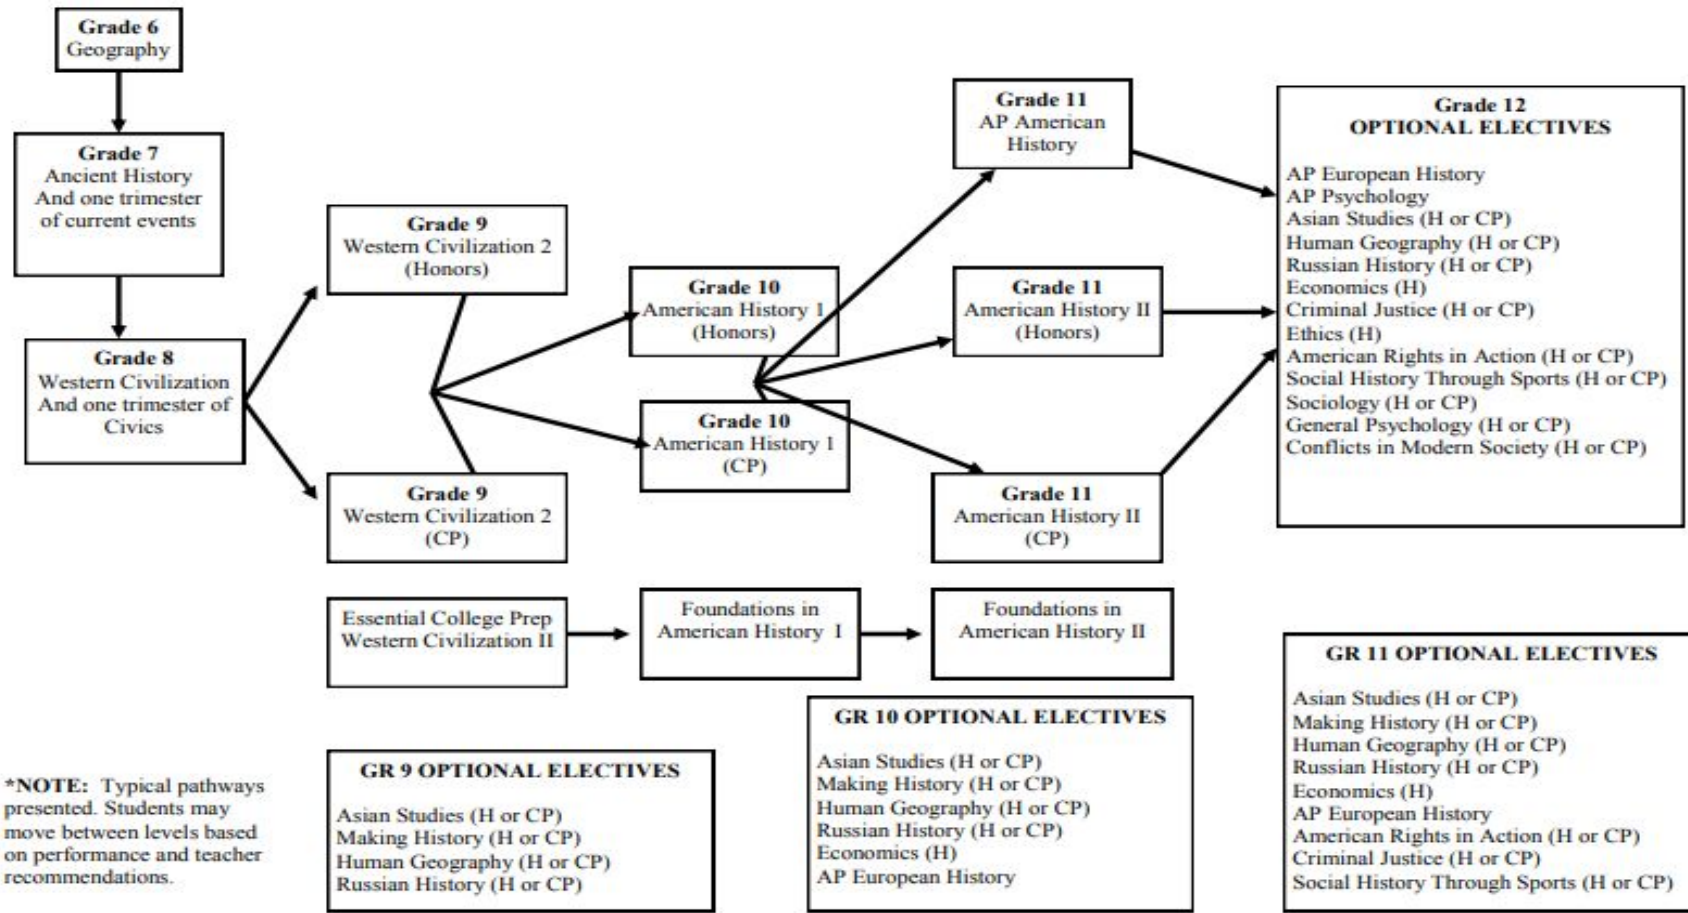 Grade 6
Geography
Grade 7
Ancient History
And one trimester
of current events
Grade 8
Western Civilization
And one trimester of
Civics
Grade 9
Western Civilization 2
(Honors)
Grade 9
Western Civilization 2
(CP)
Grade 10
American History 1
(Honors)
Grade 10
American History 1
(CP)
Grade 11
AP American
History
Grade 11
American History II
(Honors)
Grade 11
American History II
(CP)
Grade 12
OPTIONAL ELECTIVES
AP European History
AP Psychology
Asian Studies (H or CP)
Human Geography (H or CP)
Russian History (H or CP)
Economics (H)
Criminal Justice (H or CP)
Ethics (H)
American Rights in Action (H or CP)
Social History Through Sports (H or CP)
Sociology (H or CP)
General Psychology (H or CP)
Conflicts in Modern Society (H or CP)
Essential College Prep
Western Civilization II
Foundations in
American History I
Foundations in
American History II
*NOTE: Typical pathways
presented. Students may
move between levels based
on performance and teacher
recommendations.
GR 9 OPTIONAL ELECTIVES
Asian Studies (H or CP)
Making History (H or CP)
Human Geography (H or CP)
Russian History (H or CP)
GR 10 OPTIONAL ELECTIVES
Asian Studies (H or CP)
Making History (H or CP)
Human Geography (H or CP)
Russian History (H or CP)
Economics (H)
AP European History
GR 11 OPTIONAL ELECTIVES
Asian Studies (H or CP)
Making History (H or CP)
Human Geography (H or CP)
Russian History (H or CP)
Economics (H)
AP European History
American Rights in Action (H or CP)
Criminal Justice (H or CP)
Social History Through Sports (H or CP)